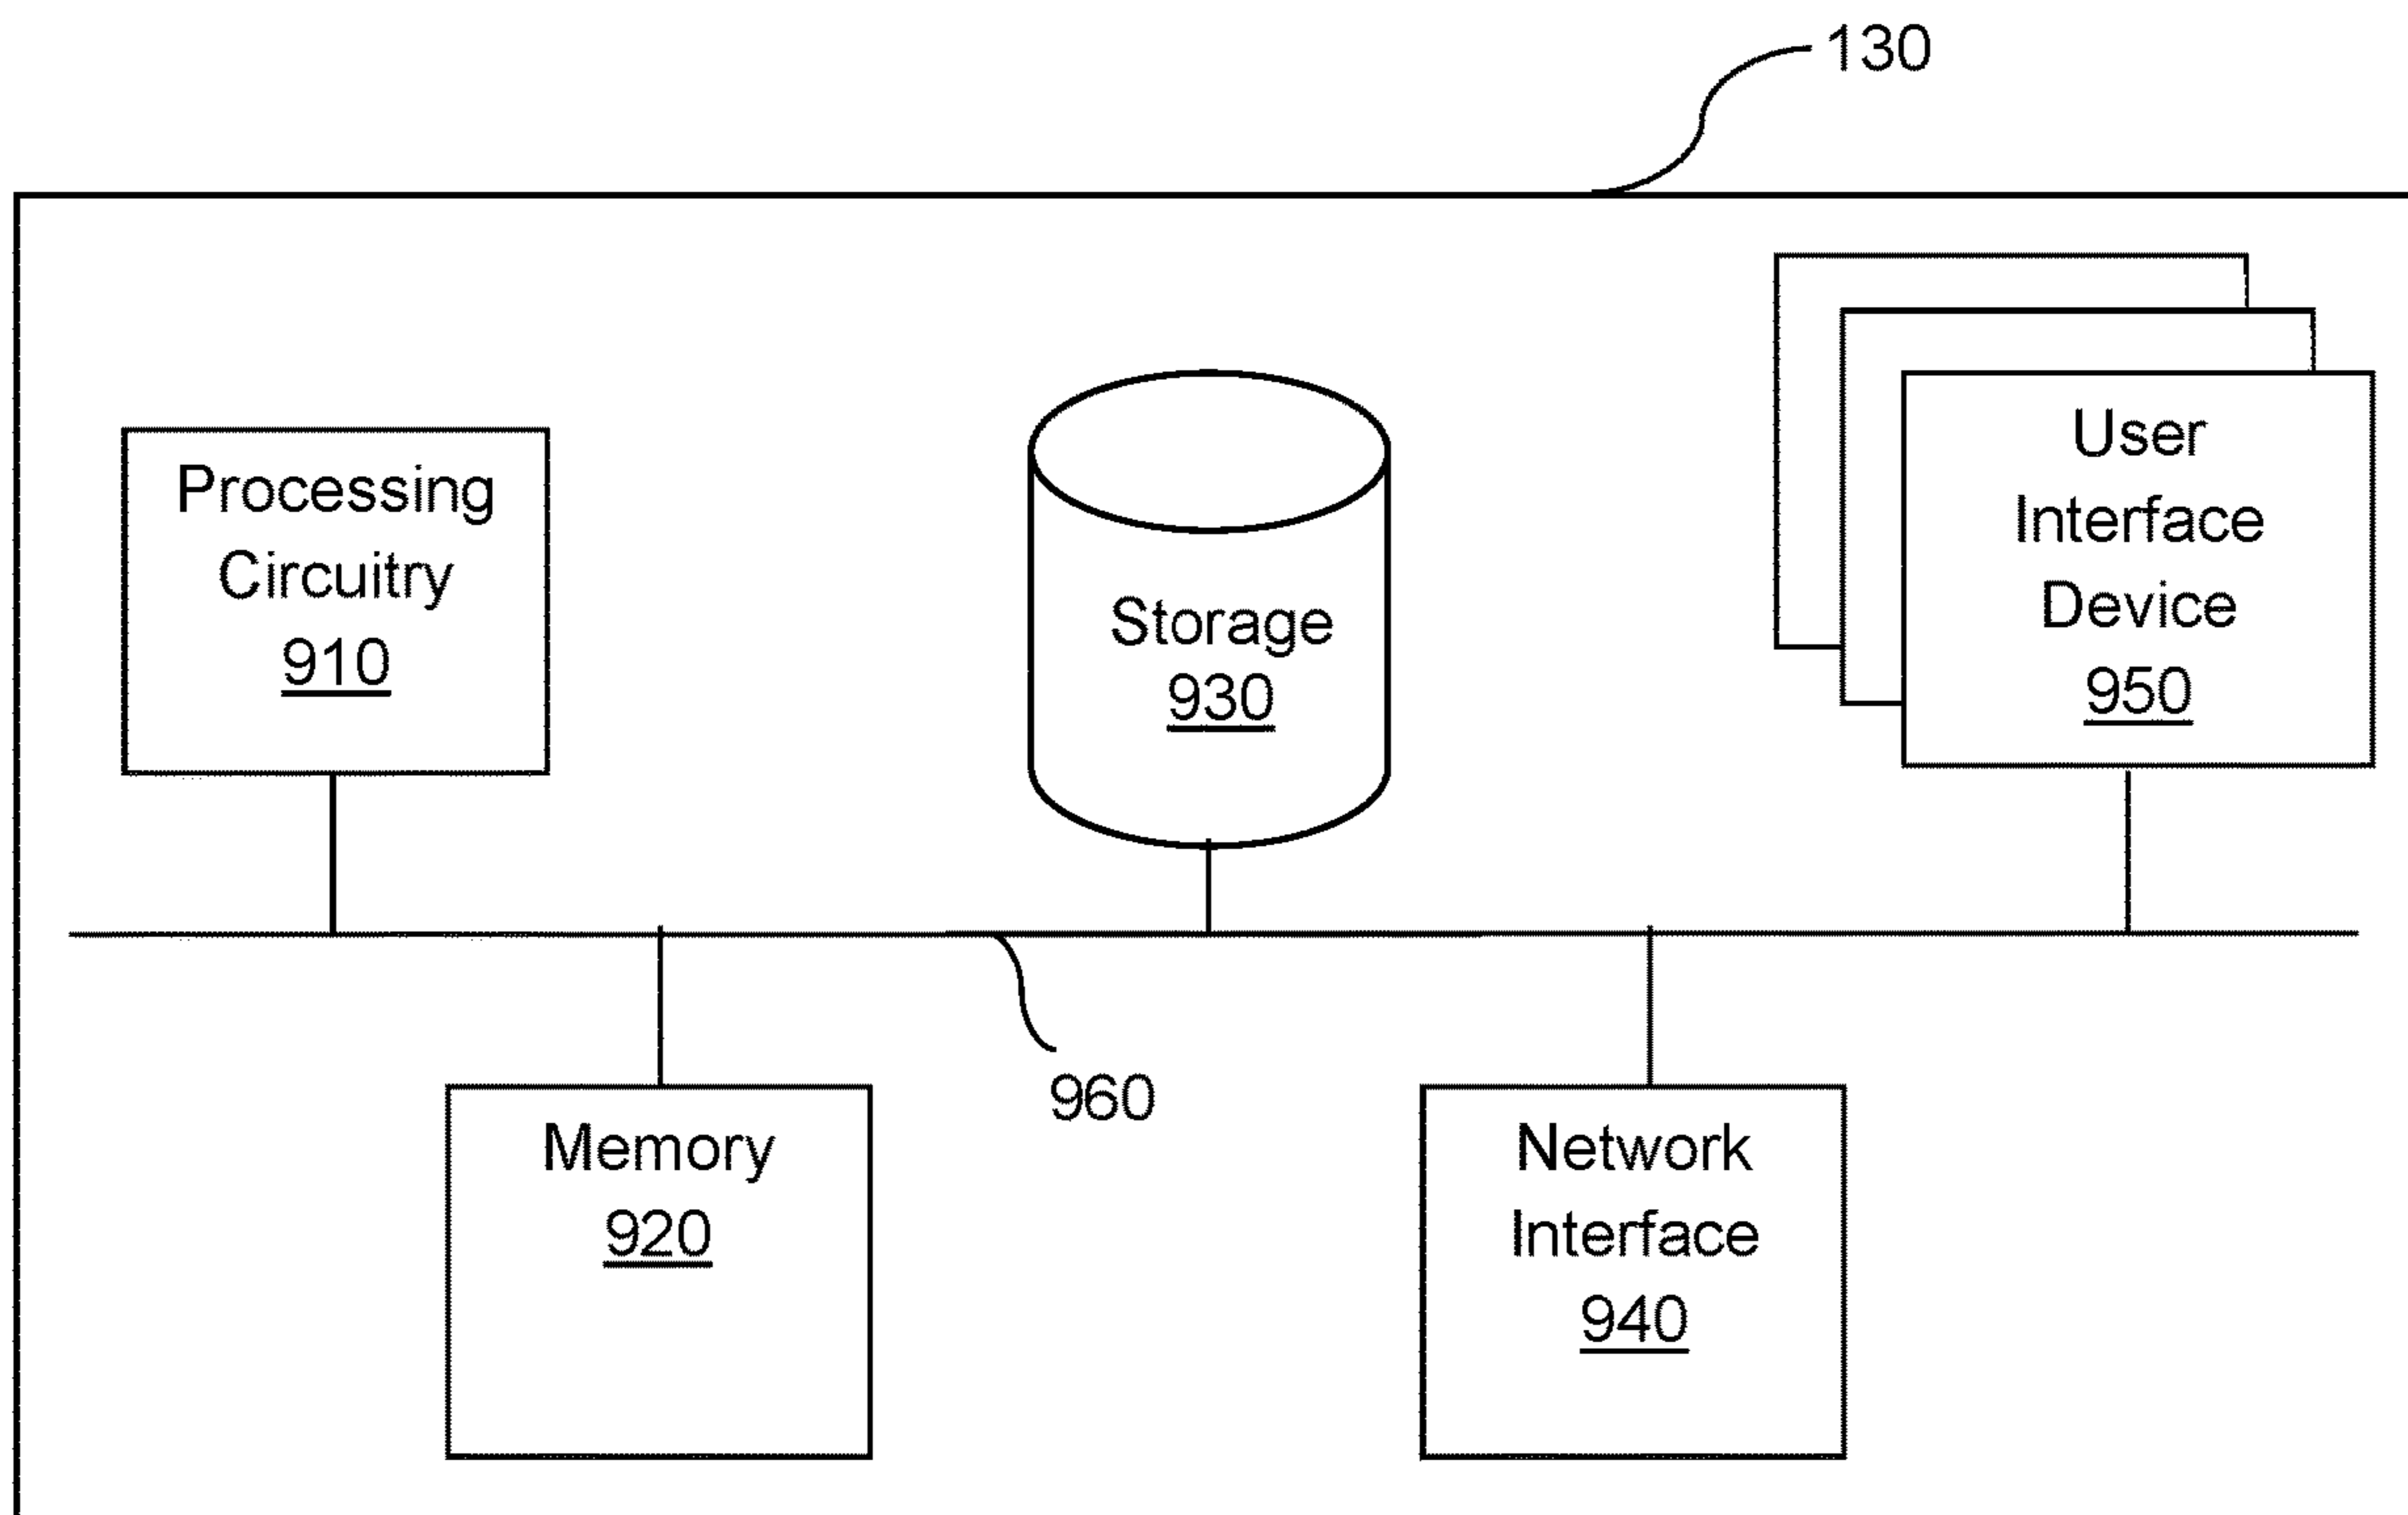 130
Processing
Circuitry
910
Storage
930
User
Interface
Device
950
960
Memory
920
Network
Interface
940